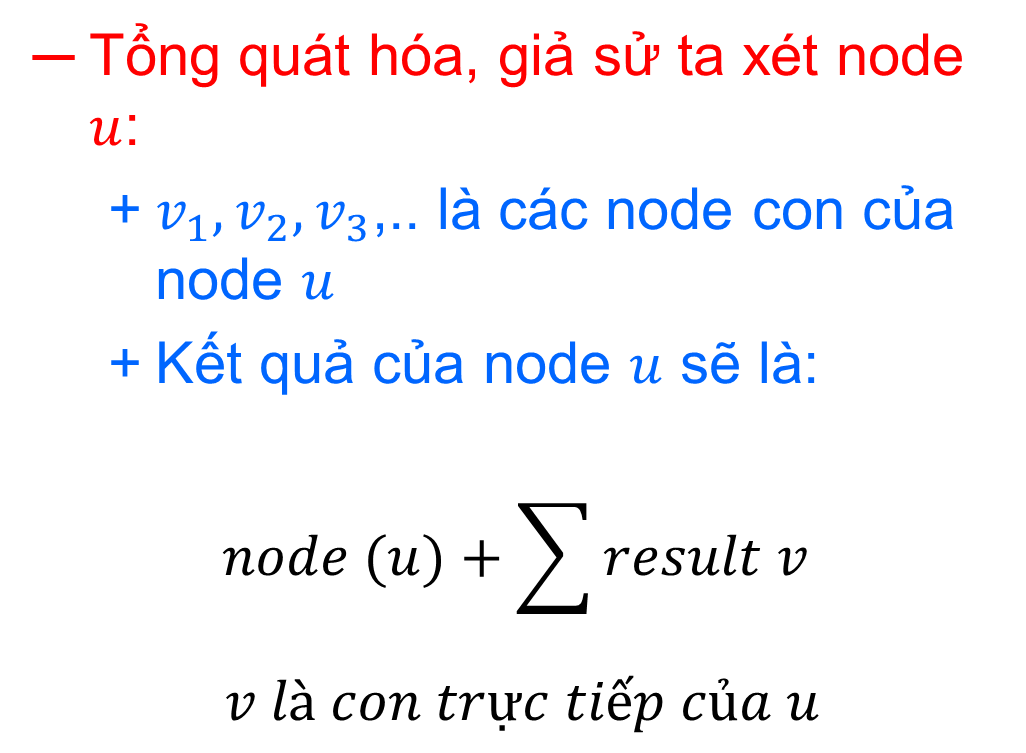 ─ Tổng quát hóa, giả sử ta xét node
𝑢:
+ 𝑣₁, 𝑣₂, 𝑣₃,.. là các node con của
node 𝑢
+ Kết quả của node 𝑢 sẽ là:
𝑛𝑜𝑑𝑒 (𝑢) + ∑ 𝑟𝑒𝑠𝑢𝑙𝑡 𝑣
𝑣 𝑙à 𝑐𝑜𝑛 𝑡𝑟ự𝑐 𝑡𝑖ế𝑝 𝑐ủ𝑎 𝑢